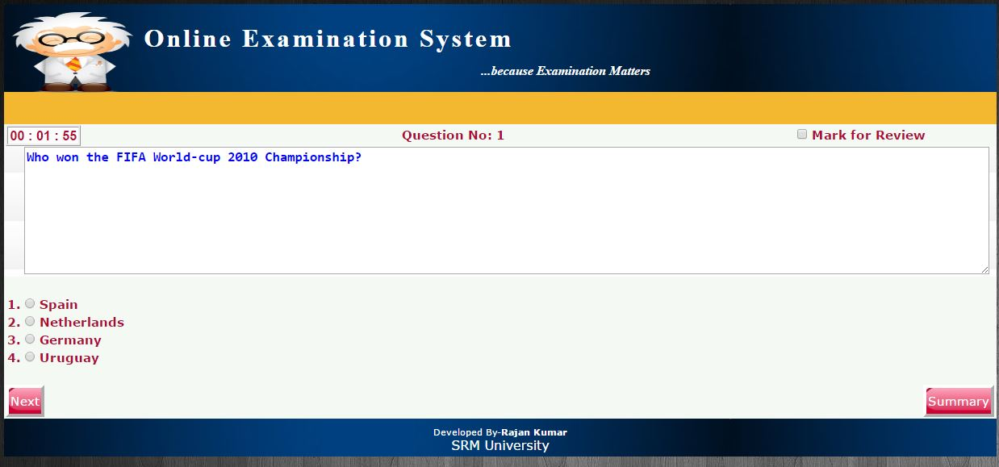 Online Examination System
...because Examination Matters
00 : 01 : 55 Question No: 1 Mark for Review
Who won the FIFA World-cup 2010 Championship?
1. Spain
2. Netherlands
3. Germany
4. Uruguay
Next Summary
Developed By-Rajan Kumar
SRM University